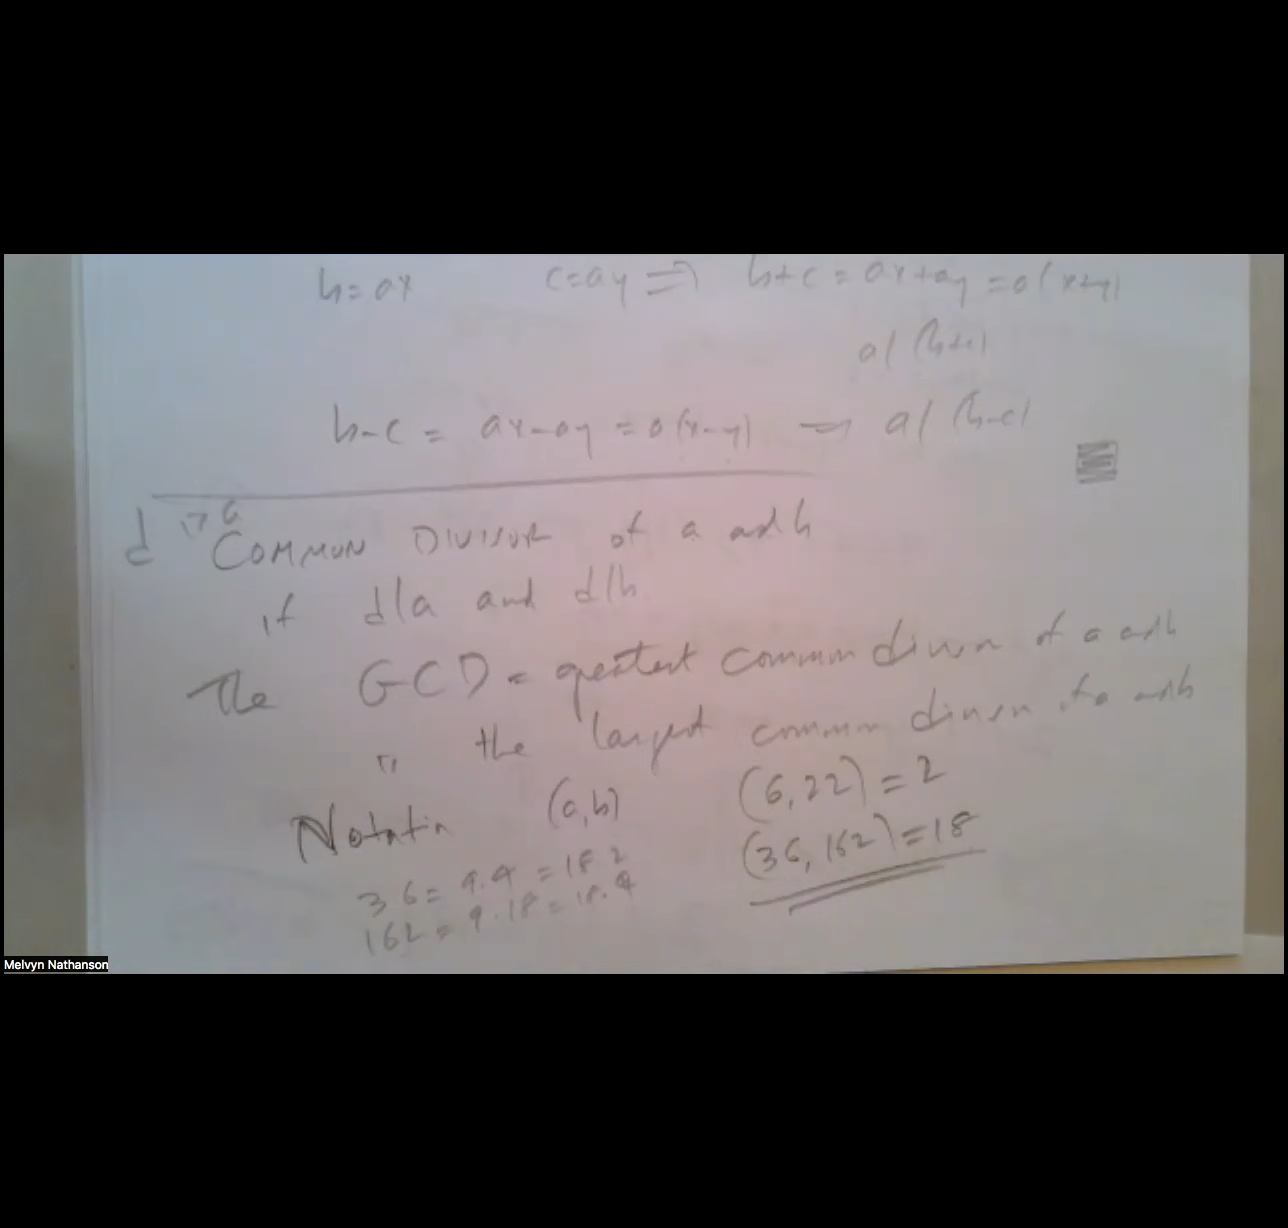 b=ax c=ay ⇒ b+c = ax+ay = a(x+y)
a|(b+c)
b-c = ax-ay = a(x-y) ⇒ a|(b-c)
d is a
COMMON DIVISOR of a and b
if d|a and d|b
The GCD = greatest common divisor of a and b
is the largest common divisor of a and b
Notation (a,b) (6,22) = 2
(36,162) = 18
36 = 9.4 = 18 2
162 = 9.18 = 18.9
Melvyn Nathanson